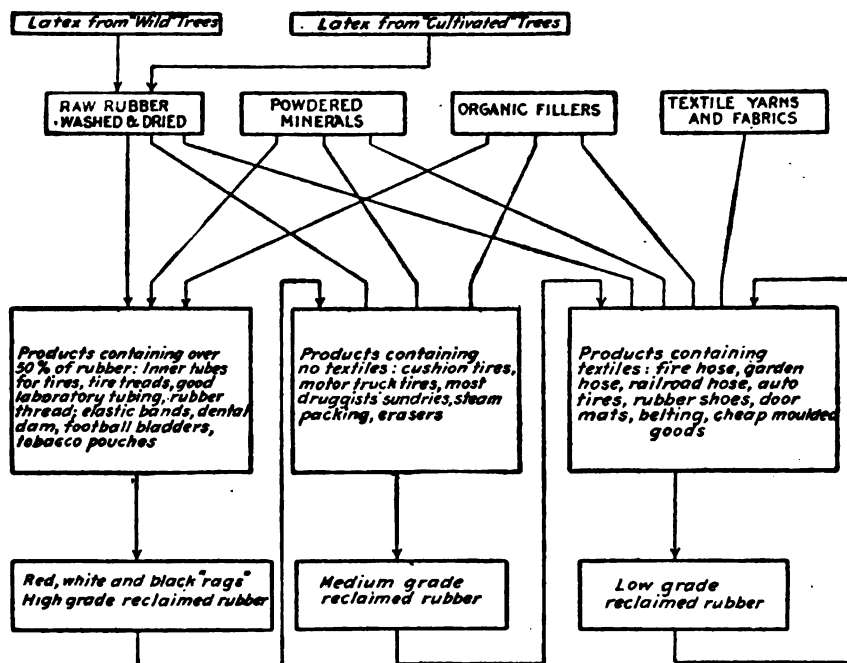 Latex from "Wild" Trees
Latex from "Cultivated" Trees
RAW RUBBER
WASHED & DRIED
POWDERED
MINERALS
ORGANIC FILLERS
TEXTILE YARNS
AND FABRICS
Products containing over
50% of rubber: Inner tubes
for tires, tire treads, good
laboratory tubing, rubber
thread; elastic bands, dental
dam, football bladders,
tobacco pouches
Products containing
no textiles: cushion tires,
motor truck tires, most
druggists' sundries, steam
packing, erasers
Products containing
textiles: fire hose, garden
hose, railroad hose, auto
tires, rubber shoes, door
mats, belting, cheap moulded
goods
Red, white and black "rags"
High grade reclaimed rubber
Medium grade
reclaimed rubber
Low grade
reclaimed rubber